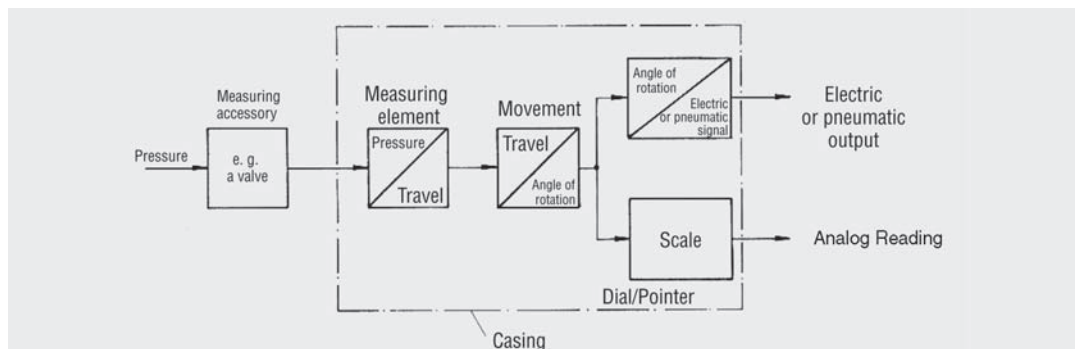 Measuring
accessory
Pressure
e. g.
a valve
Measuring
element
Pressure
Travel
Movement
Travel
Angle of
rotation
Angle of
rotation
Electric
or pneumatic
signal
Electric
or pneumatic
output
Scale
Analog Reading
Dial/Pointer
Casing